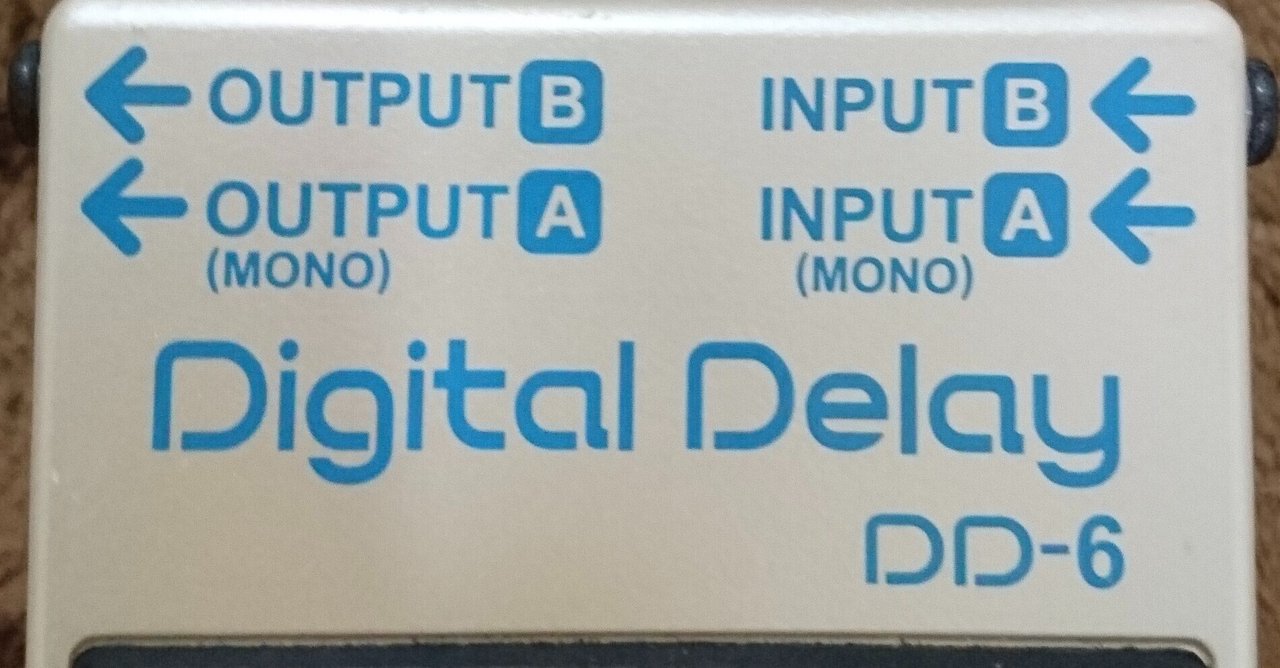 ← OUTPUT B
INPUT B ←
← OUTPUT A
(MONO)
INPUT A ←
(MONO)
Digital Delay
DD-6